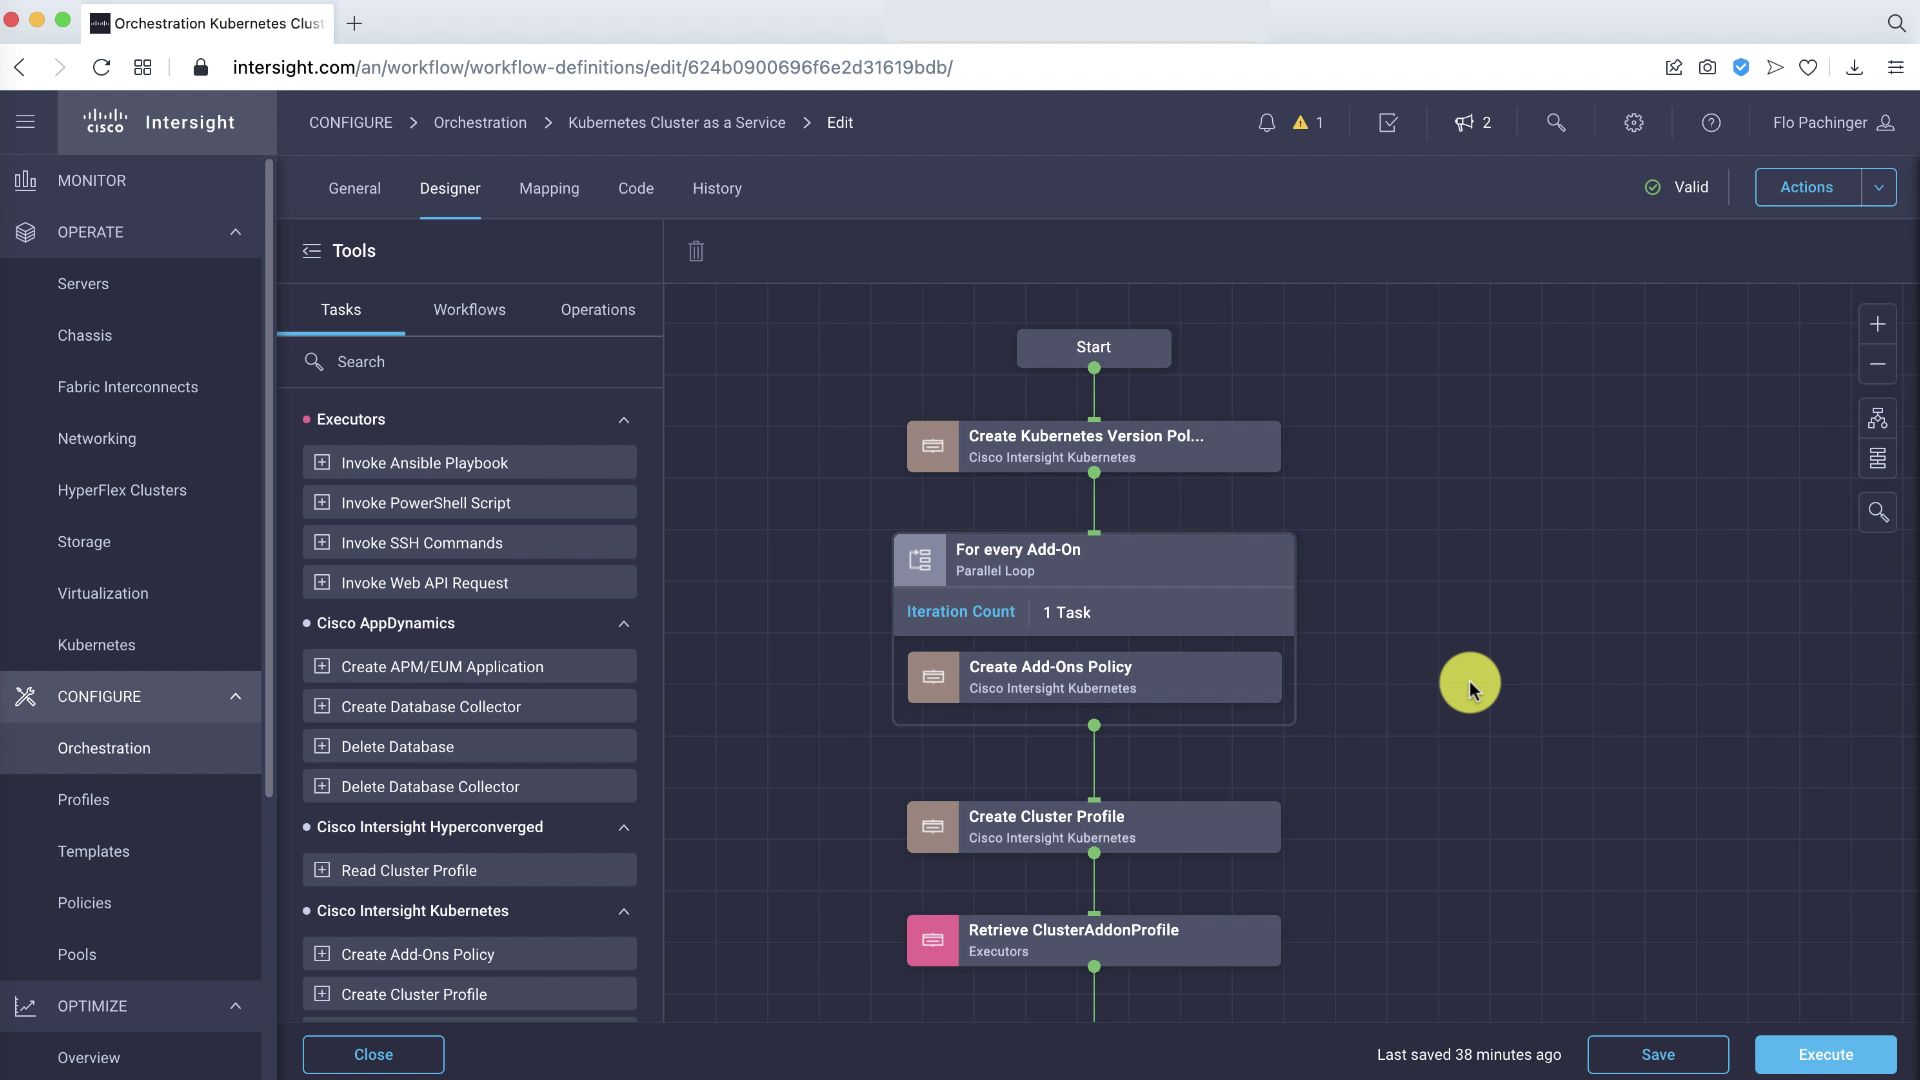 Orchestration Kubernetes Clust
intersight.com/an/workflow/workflow-definitions/edit/624b0900696f6e2d31619bdb/
cisco Intersight
CONFIGURE > Orchestration > Kubernetes Cluster as a Service > Edit
1
2
Flo Pachinger
MONITOR
OPERATE
Servers
Chassis
Fabric Interconnects
Networking
HyperFlex Clusters
Storage
Virtualization
Kubernetes
CONFIGURE
Orchestration
Profiles
Templates
Policies
Pools
OPTIMIZE
Overview
General Designer Mapping Code History
Valid
Actions
Tools
Tasks Workflows Operations
Search
Executors
Invoke Ansible Playbook
Invoke PowerShell Script
Invoke SSH Commands
Invoke Web API Request
Cisco AppDynamics
Create APM/EUM Application
Create Database Collector
Delete Database
Delete Database Collector
Cisco Intersight Hyperconverged
Read Cluster Profile
Cisco Intersight Kubernetes
Create Add-Ons Policy
Create Cluster Profile
Start
Create Kubernetes Version Pol...
Cisco Intersight Kubernetes
For every Add-On
Parallel Loop
Iteration Count 1 Task
Create Add-Ons Policy
Cisco Intersight Kubernetes
Create Cluster Profile
Cisco Intersight Kubernetes
Retrieve ClusterAddonProfile
Executors
Close
Last saved 38 minutes ago
Save
Execute